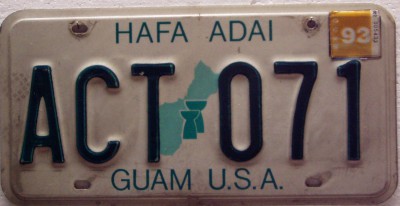 HAFA ADAI
92
ACT 071
GUAM U.S.A.